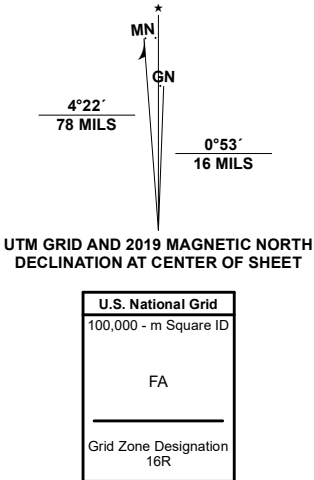 ★
MN
GN
4°22´
78 MILS
0°53´
16 MILS
UTM GRID AND 2019 MAGNETIC NORTH
DECLINATION AT CENTER OF SHEET
U.S. National Grid
100,000 - m Square ID
FA
Grid Zone Designation
16R